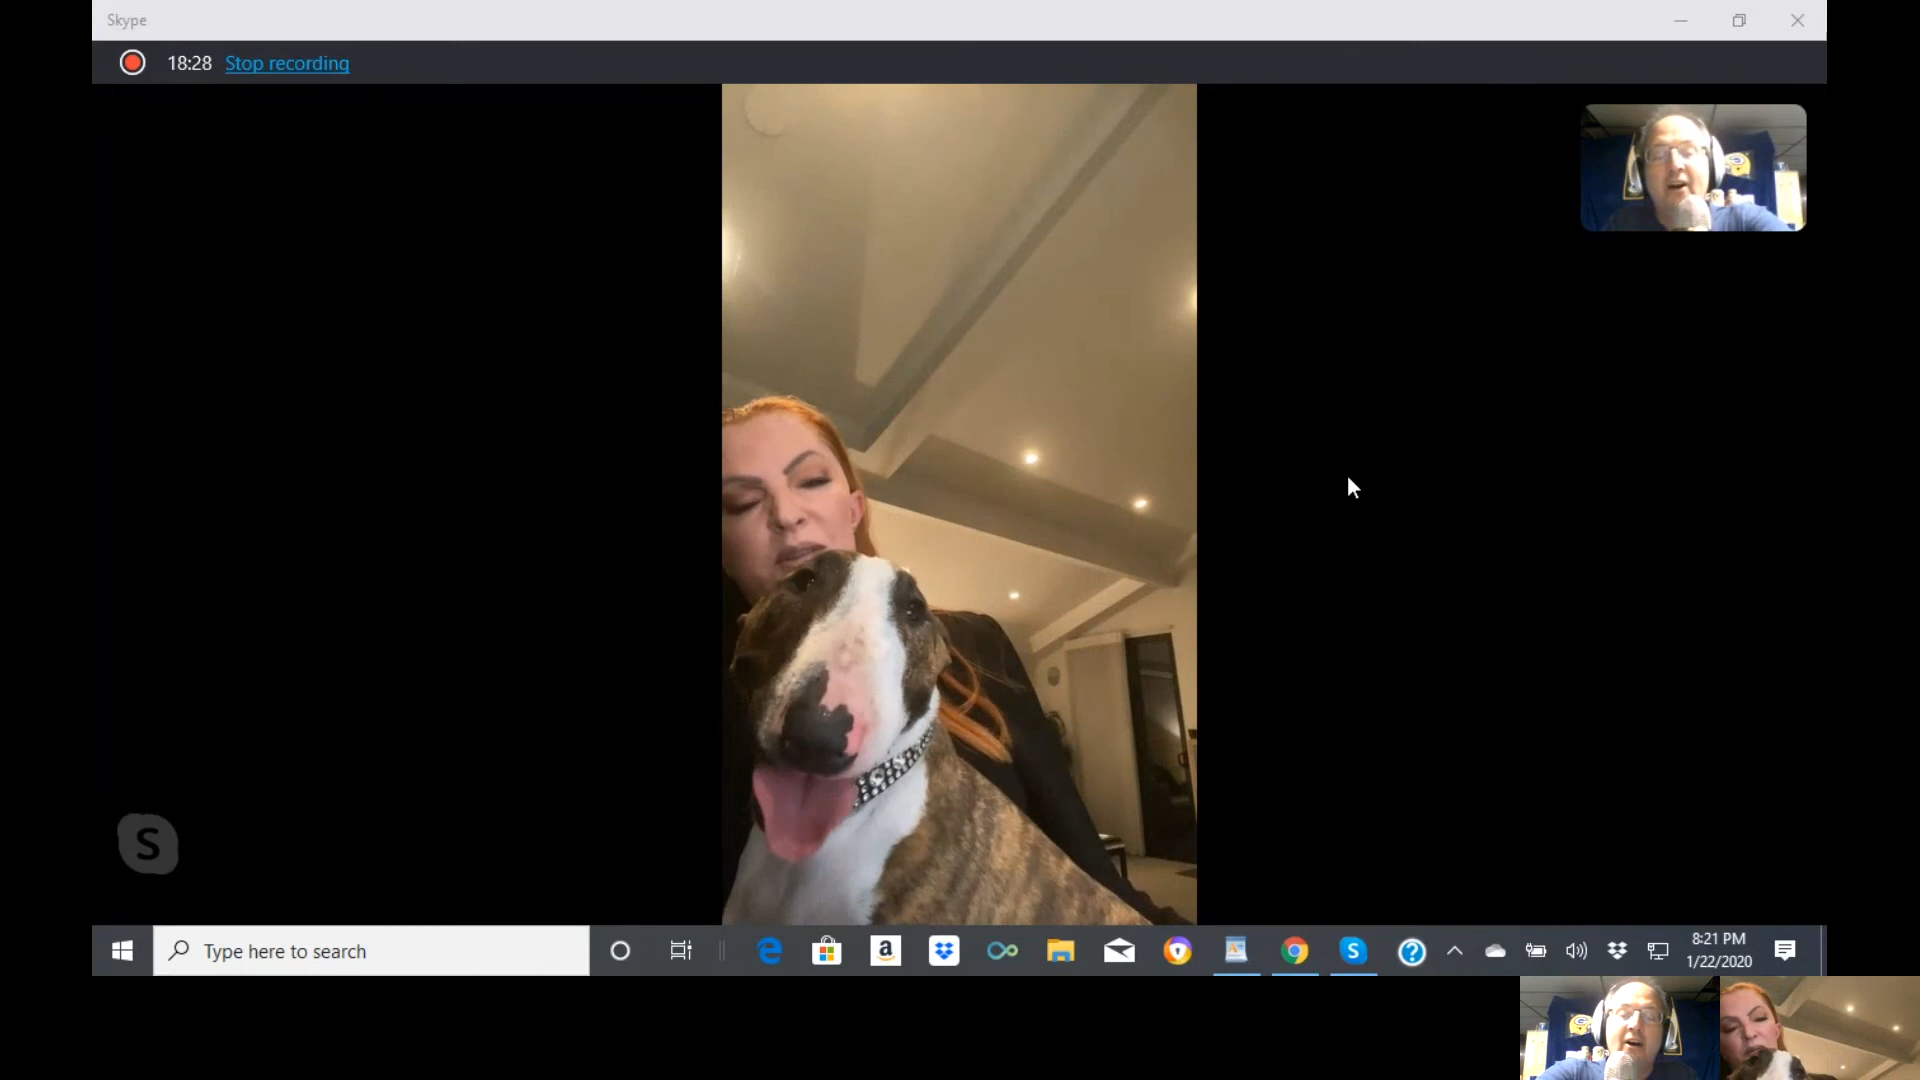 Skype
18:28 Stop recording
S
Type here to search
a
S
?
8:21 PM
1/22/2020